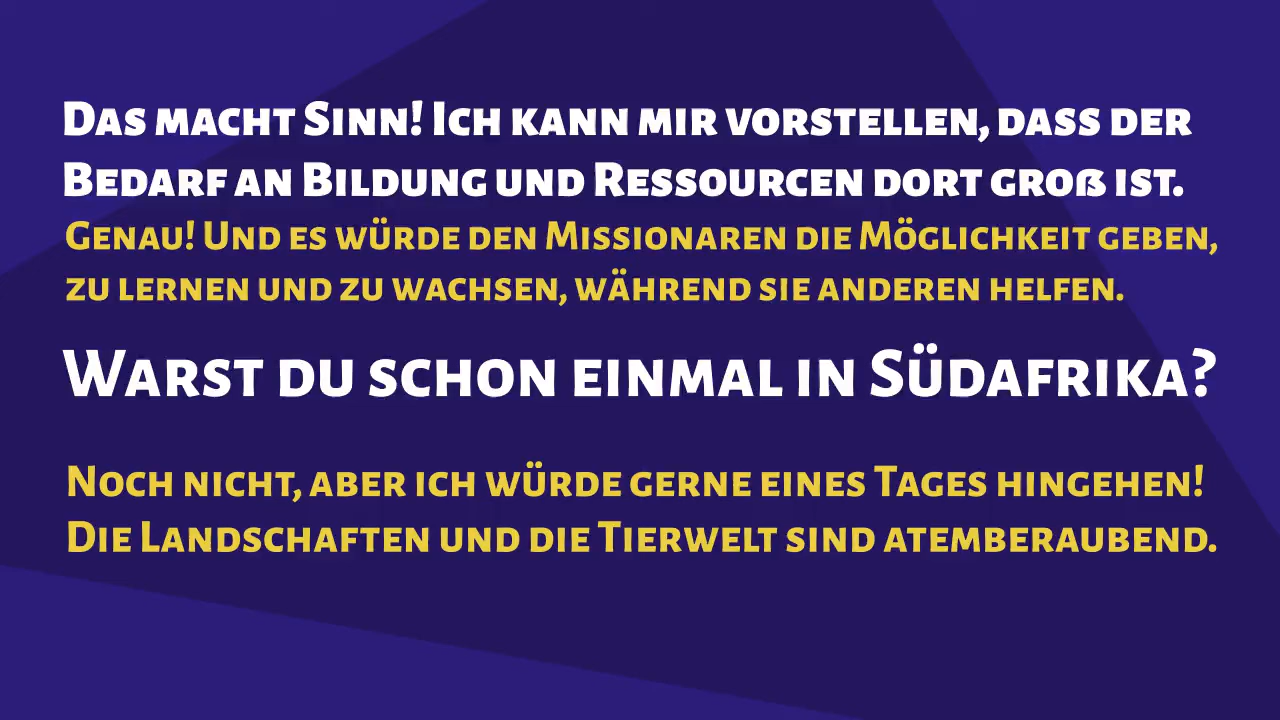 Das macht Sinn! Ich kann mir vorstellen, dass der
Bedarf an Bildung und Ressourcen dort groß ist.
Genau! Und es würde den Missionaren die Möglichkeit geben,
zu lernen und zu wachsen, während sie anderen helfen.
Warst du schon einmal in Südafrika?
Noch nicht, aber ich würde gerne eines Tages hingehen!
Die Landschaften und die Tierwelt sind atemberaubend.